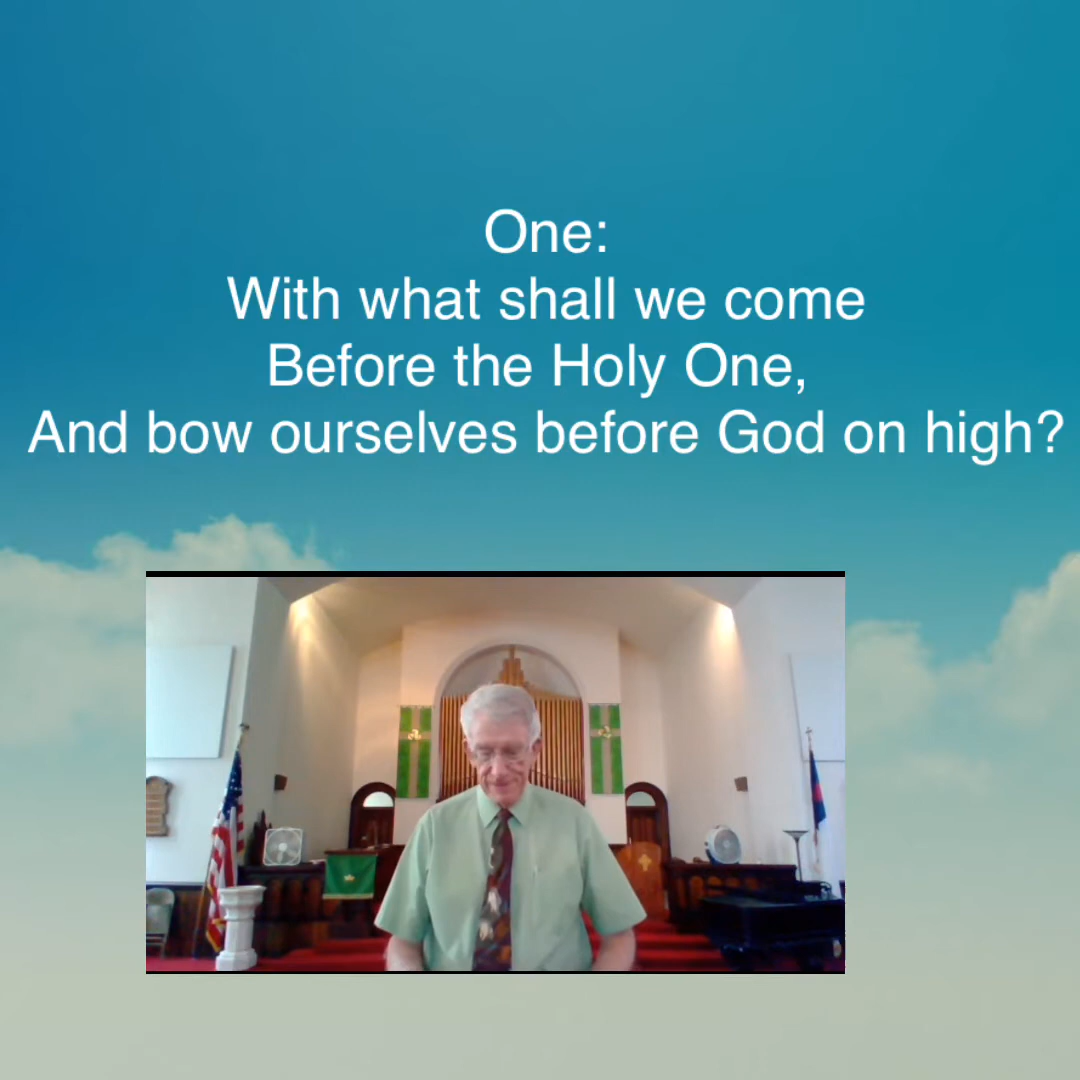 One:
With what shall we come
Before the Holy One,
And bow ourselves before God on high?